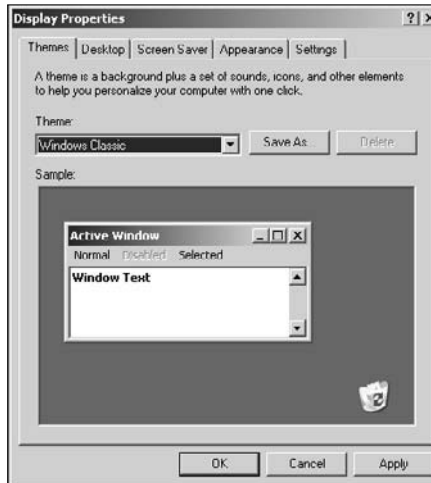 Display Properties
Themes Desktop Screen Saver Appearance Settings
A theme is a background plus a set of sounds, icons, and other elements
to help you personalize your computer with one click.
Theme:
Windows Classic Save As... Delete
Sample:
Active Window
Normal Disabled Selected
Window Text
OK Cancel Apply